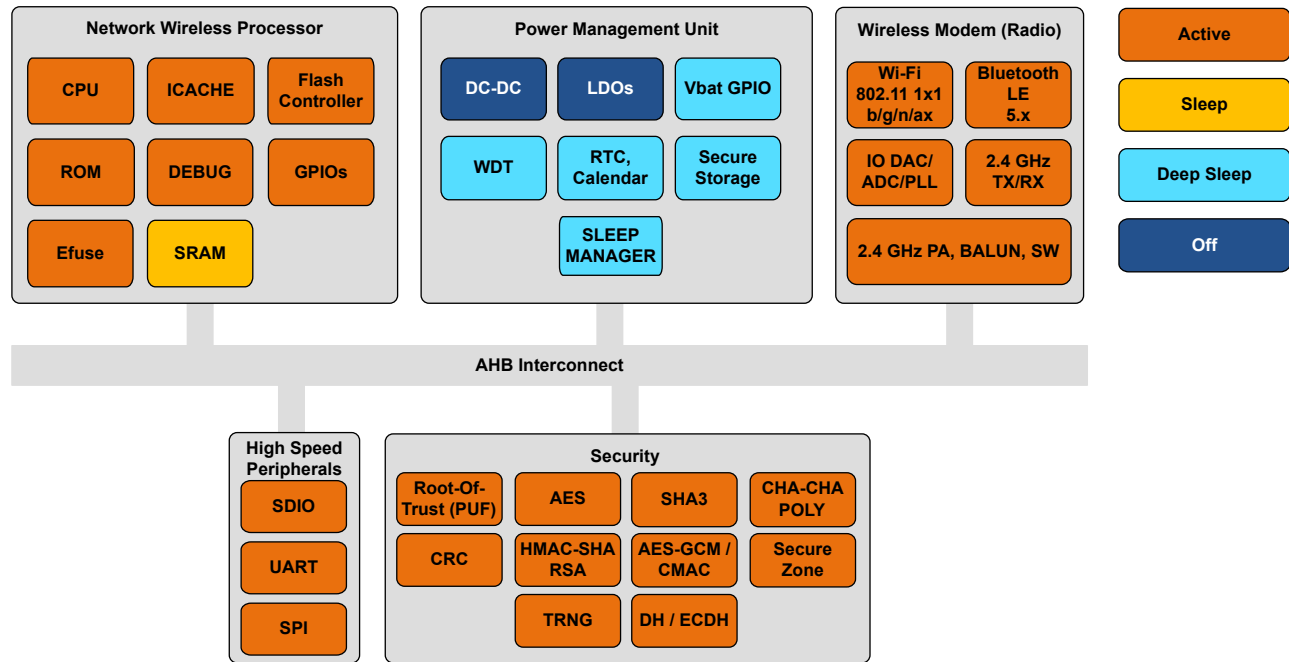 Network Wireless Processor
CPU
ICACHE
Flash
Controller
ROM
DEBUG
GPIOs
Efuse
SRAM
Power Management Unit
DC-DC
LDOs
Vbat GPIO
WDT
RTC,
Calendar
Secure
Storage
SLEEP
MANAGER
Wireless Modem (Radio)
Wi-Fi
802.11 1x1
b/g/n/ax
Bluetooth
LE
5.x
IO DAC/
ADC/PLL
2.4 GHz
TX/RX
2.4 GHz PA, BALUN, SW
Active
Sleep
Deep Sleep
Off
AHB Interconnect
High Speed
Peripherals
SDIO
UART
SPI
Security
Root-Of-
Trust (PUF)
AES
SHA3
CHA-CHA
POLY
CRC
HMAC-SHA
RSA
AES-GCM /
CMAC
Secure
Zone
TRNG
DH / ECDH